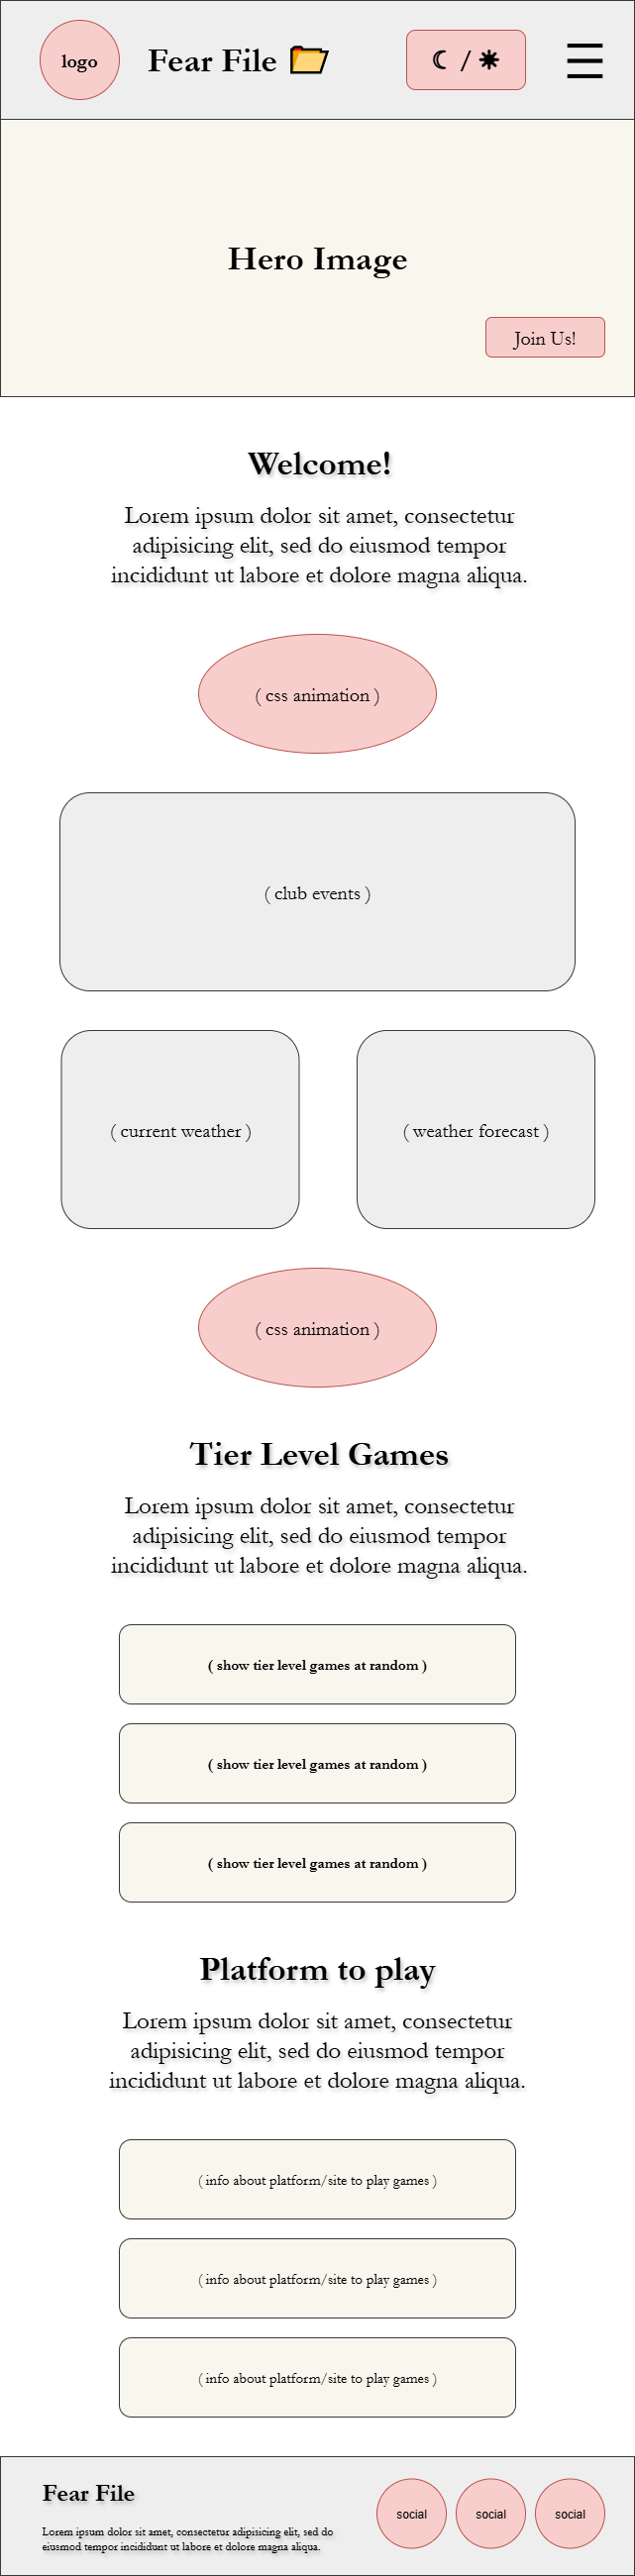 logo
Fear File 📂
☾ / ☀
☰
Hero Image
Join Us!
Welcome!
Lorem ipsum dolor sit amet, consectetur
adipisicing elit, sed do eiusmod tempor
incididunt ut labore et dolore magna aliqua.
( css animation )
( club events )
( current weather )
( weather forecast )
( css animation )
Tier Level Games
Lorem ipsum dolor sit amet, consectetur
adipisicing elit, sed do eiusmod tempor
incididunt ut labore et dolore magna aliqua.
( show tier level games at random )
( show tier level games at random )
( show tier level games at random )
Platform to play
Lorem ipsum dolor sit amet, consectetur
adipisicing elit, sed do eiusmod tempor
incididunt ut labore et dolore magna aliqua.
( info about platform/site to play games )
( info about platform/site to play games )
( info about platform/site to play games )
Fear File
Lorem ipsum dolor sit amet, consectetur adipisicing elit, sed do
eiusmod tempor incididunt ut labore et dolore magna aliqua.
social
social
social